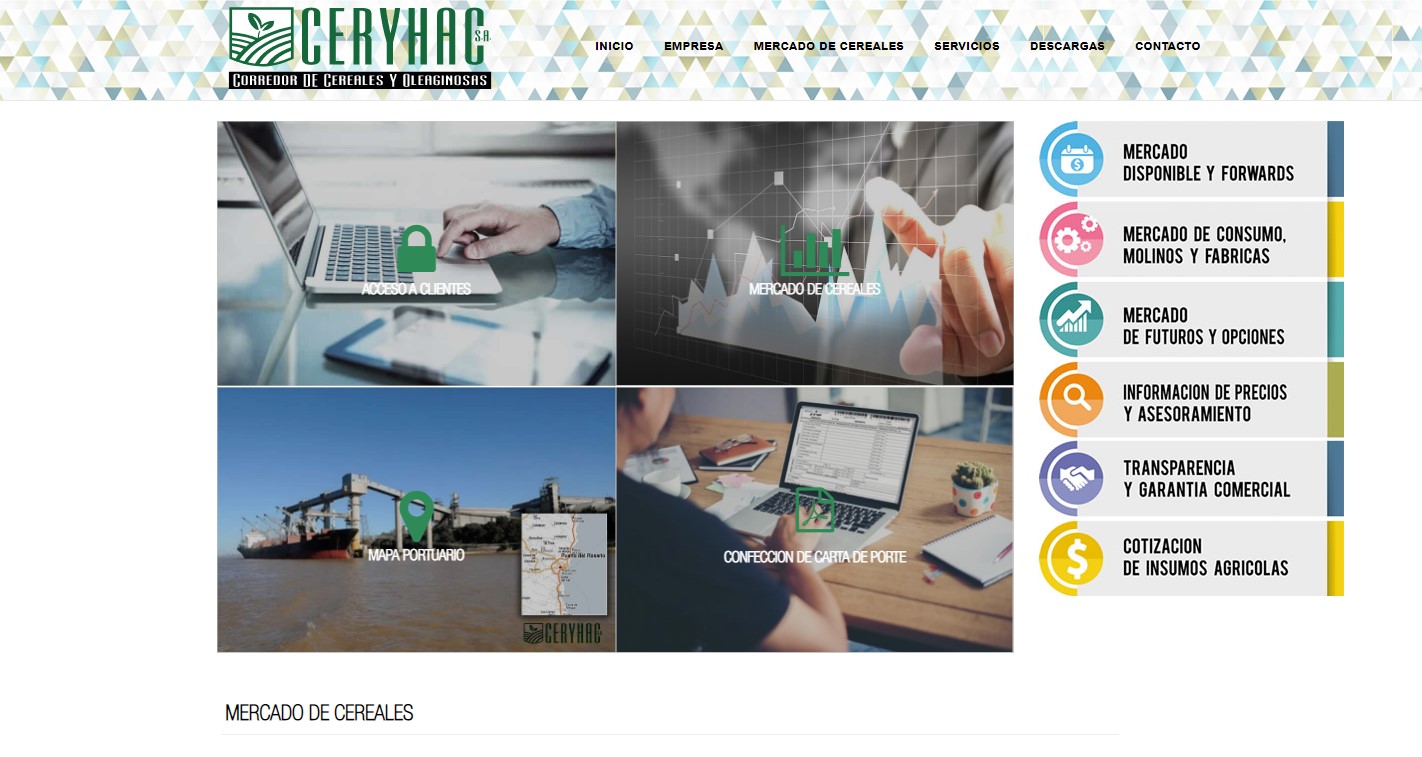 CERYHAC S.A.
CORREDOR DE CEREALES Y OLEAGINOSAS
INICIO
EMPRESA
MERCADO DE CEREALES
SERVICIOS
DESCARGAS
CONTACTO
ACCESO A CLIENTES
MERCADO DE CEREALES
MAPA PORTUARIO
CERYHAC
CONFECCION DE CARTA DE PORTE
MERCADO
DISPONIBLE Y FORWARDS
MERCADO DE CONSUMO,
MOLINOS Y FABRICAS
MERCADO
DE FUTUROS Y OPCIONES
INFORMACION DE PRECIOS
Y ASESORAMIENTO
TRANSPARENCIA
Y GARANTIA COMERCIAL
COTIZACION
DE INSUMOS AGRICOLAS
MERCADO DE CEREALES